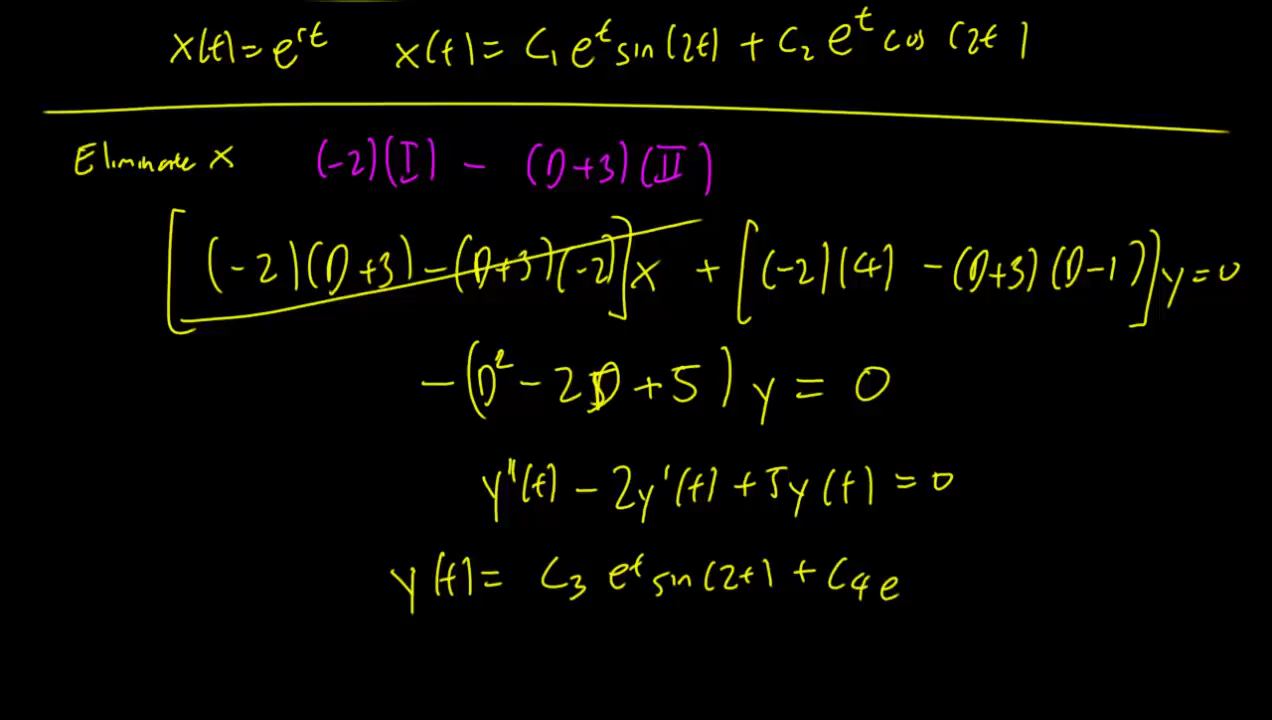 x(t) = e^{rt}   x(t) = C₁ e^t sin(2t) + C₂ e^t cos(2t)
Eliminate x   (-2)(I) - (D+3)(II)
[(-2)(D+3) - (D+3)(-2)]x + [(-2)(4) - (D+3)(D-1)]y = 0
-(D² - 2D + 5)y = 0
y''(t) - 2y'(t) + 5y(t) = 0
y(t) = C₃ e^t sin(2t) + C₄ e